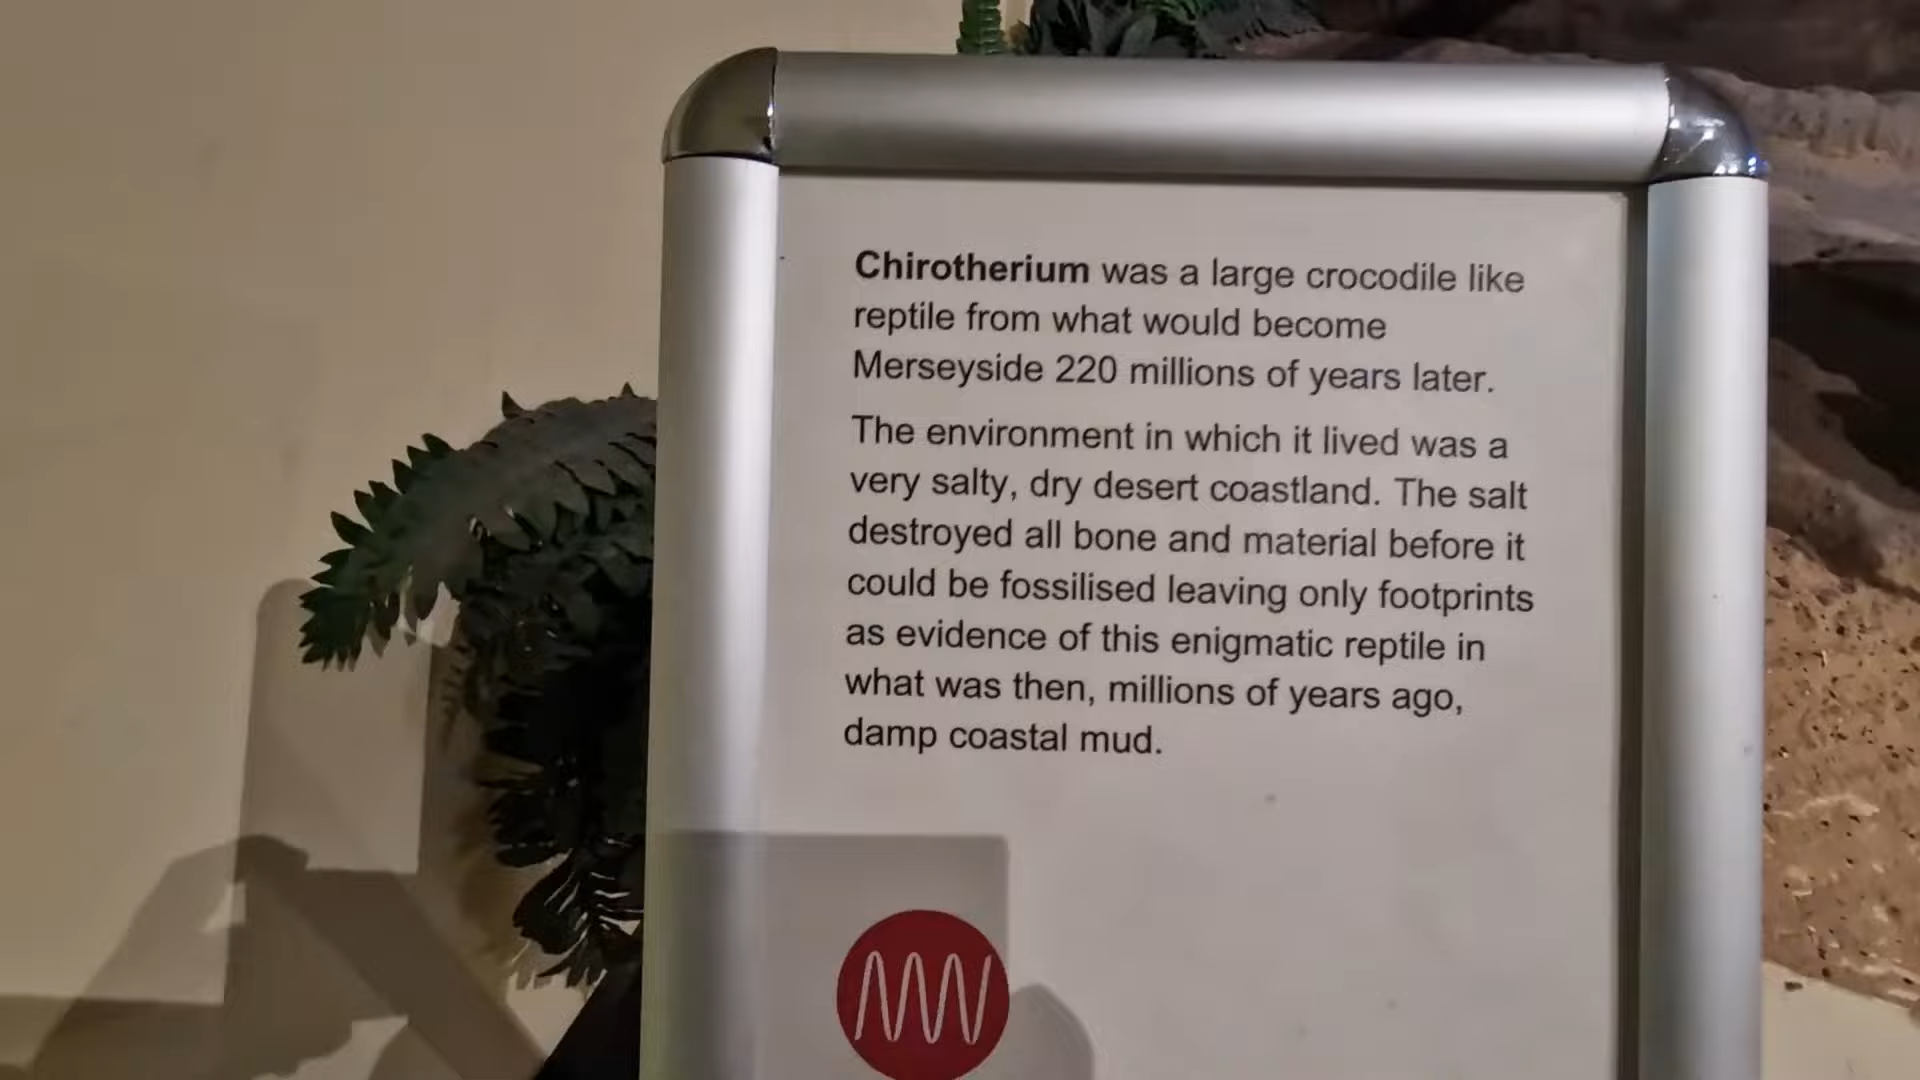 Chirotherium was a large crocodile like
reptile from what would become
Merseyside 220 millions of years later.
The environment in which it lived was a
very salty, dry desert coastland. The salt
destroyed all bone and material before it
could be fossilised leaving only footprints
as evidence of this enigmatic reptile in
what was then, millions of years ago,
damp coastal mud.